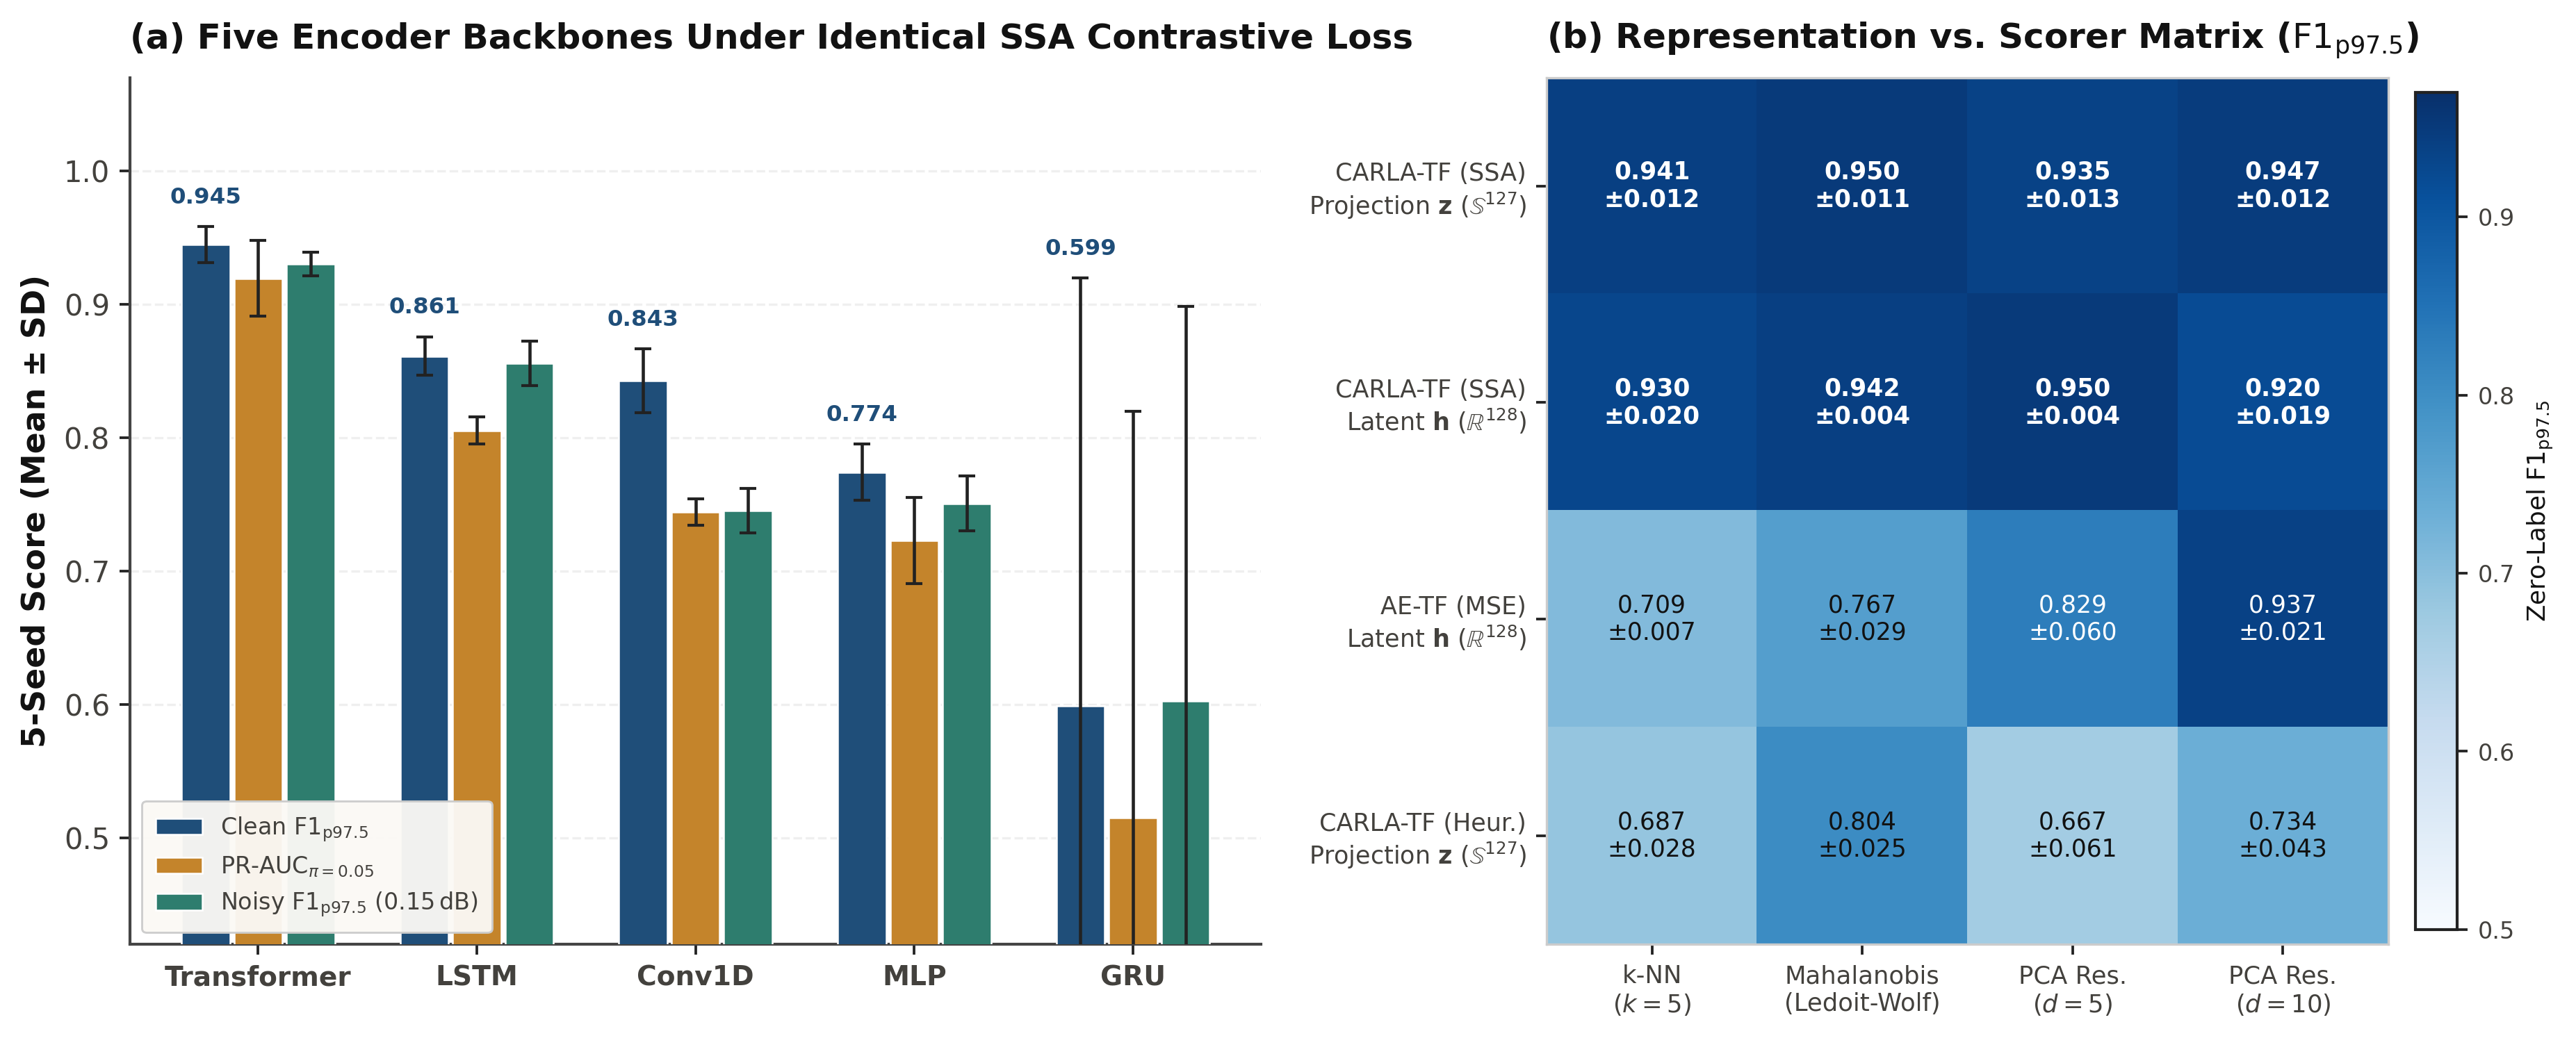 (a) Five Encoder Backbones Under Identical SSA Contrastive Loss
5-Seed Score (Mean ± SD)
1.0
0.9
0.8
0.7
0.6
0.5
0.945
0.861
0.843
0.774
0.599
Clean F1p97.5
PR-AUCπ=0.05
Noisy F1p97.5 (0.15 dB)
Transformer
LSTM
Conv1D
MLP
GRU
(b) Representation vs. Scorer Matrix (F1p97.5)
CARLA-TF (SSA)
Projection z (𝕊¹²⁷)
0.941
±0.012
0.950
±0.011
0.935
±0.013
0.947
±0.012
CARLA-TF (SSA)
Latent h (ℝ¹²⁸)
0.930
±0.020
0.942
±0.004
0.950
±0.004
0.920
±0.019
AE-TF (MSE)
Latent h (ℝ¹²⁸)
0.709
±0.007
0.767
±0.029
0.829
±0.060
0.937
±0.021
CARLA-TF (Heur.)
Projection z (𝕊¹²⁷)
0.687
±0.028
0.804
±0.025
0.667
±0.061
0.734
±0.043
k-NN
(k = 5)
Mahalanobis
(Ledoit-Wolf)
PCA Res.
(d = 5)
PCA Res.
(d = 10)
0.9
0.8
0.7
0.6
0.5
Zero-Label F1p97.5